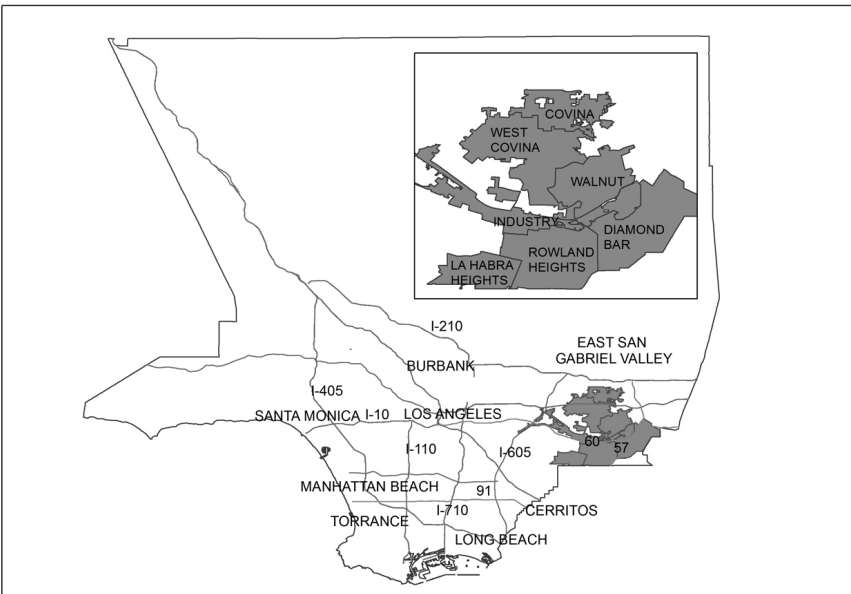 COVINA
WEST
COVINA
WALNUT
INDUSTRY
DIAMOND
BAR
ROWLAND
HEIGHTS
LA HABRA
HEIGHTS
I-210
EAST SAN
GABRIEL VALLEY
BURBANK
I-405
SANTA MONICA
I-10
LOS ANGELES
I-110
I-605
60
57
MANHATTAN BEACH
91
I-710
CERRITOS
TORRANCE
LONG BEACH